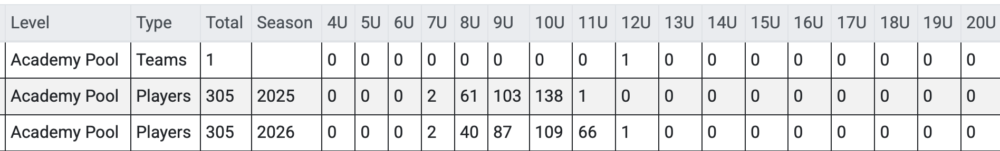 Level Type Total Season 4U 5U 6U 7U 8U 9U 10U 11U 12U 13U 14U 15U 16U 17U 18U 19U 20U
Academy Pool Teams 1 0 0 0 0 0 0 0 0 1 0 0 0 0 0 0 0 0
Academy Pool Players 305 2025 0 0 0 2 61 103 138 1 0 0 0 0 0 0 0 0 0
Academy Pool Players 305 2026 0 0 0 2 40 87 109 66 1 0 0 0 0 0 0 0 0